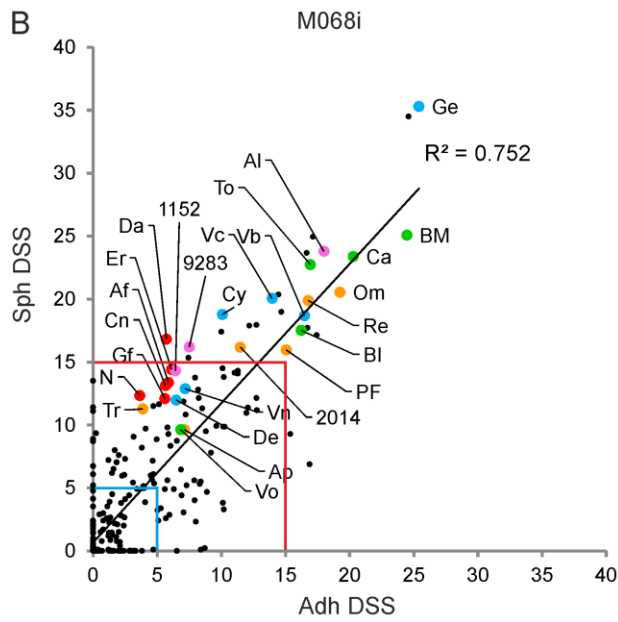 B
M068i
40
35
30
25
20
15
10
5
0
Sph DSS
Ge
R² = 0.752
Al
To
1152
Da
Vc
Vb
BM
Er
9283
Ca
Af
Cy
Om
Cn
Re
Gf
Bl
N
PF
Tr
Vn
2014
De
Ap
Vo
0 5 10 15 20 25 30 35 40
Adh DSS